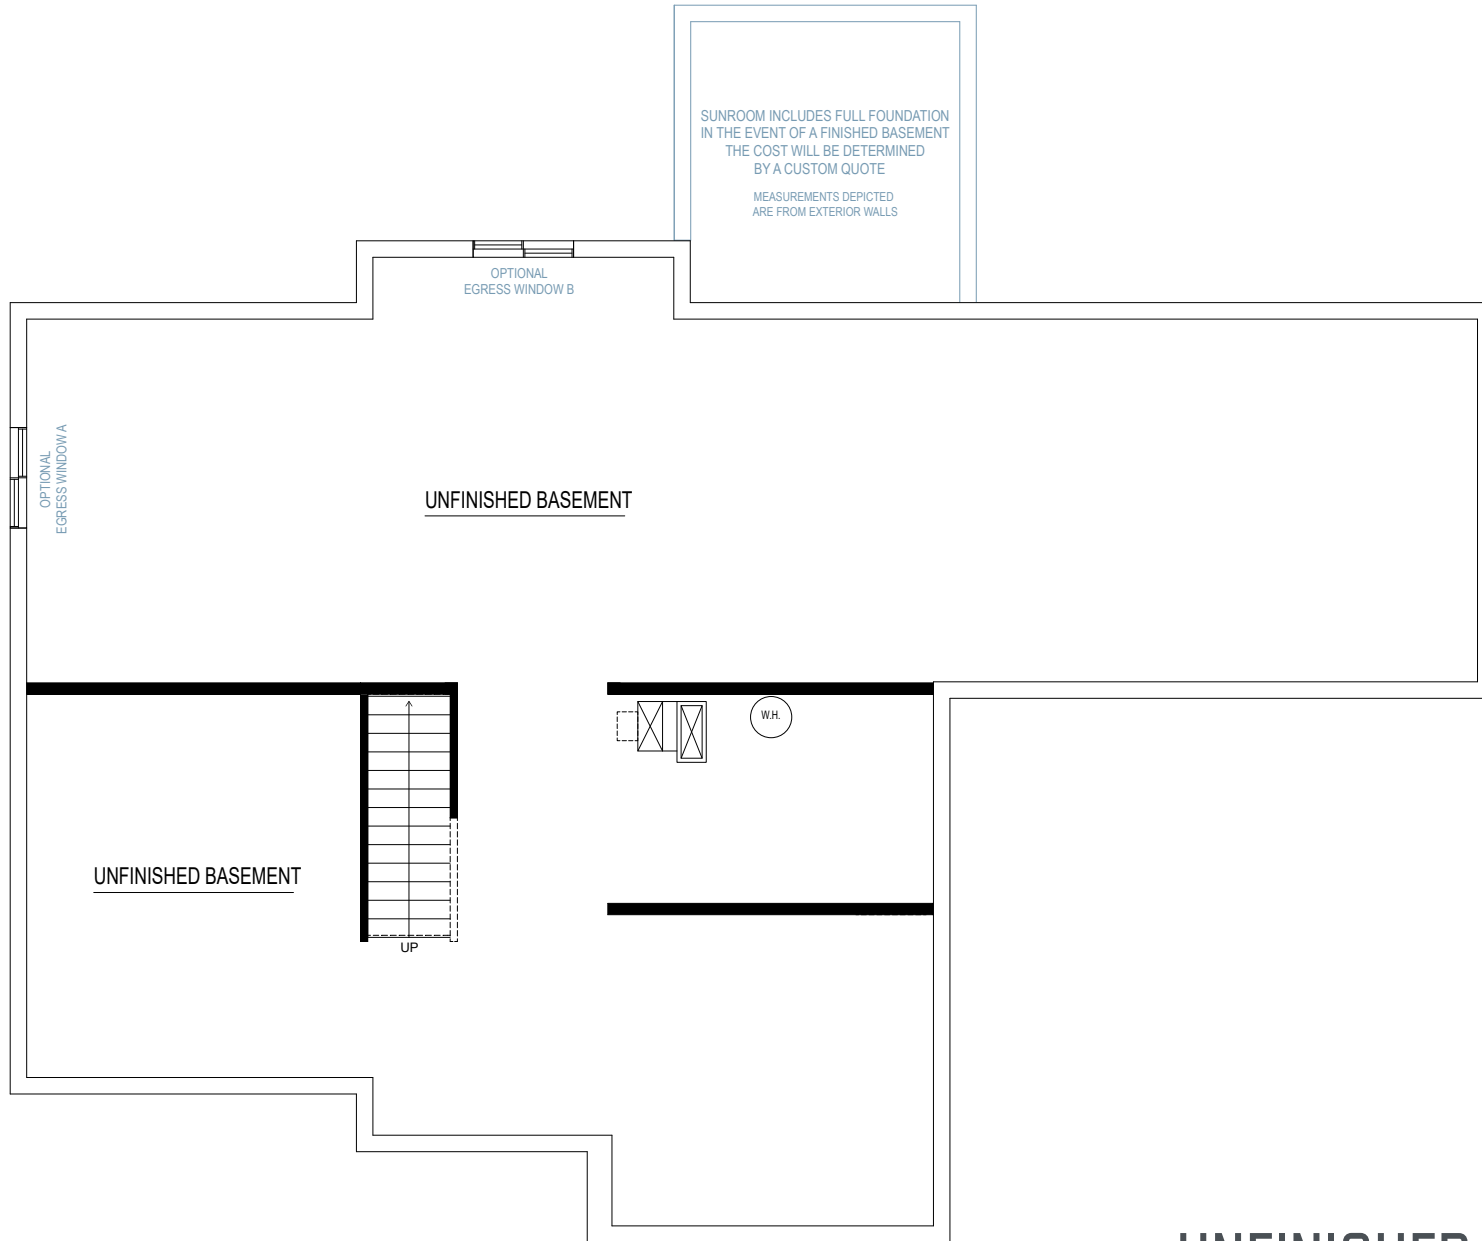 SUNROOM INCLUDES FULL FOUNDATION
IN THE EVENT OF A FINISHED BASEMENT
THE COST WILL BE DETERMINED
BY A CUSTOM QUOTE
MEASUREMENTS DEPICTED
ARE FROM EXTERIOR WALLS
OPTIONAL
EGRESS WINDOW B
OPTIONAL
EGRESS WINDOW A
UNFINISHED BASEMENT
W.H.
UNFINISHED BASEMENT
UP
UNFINISHED